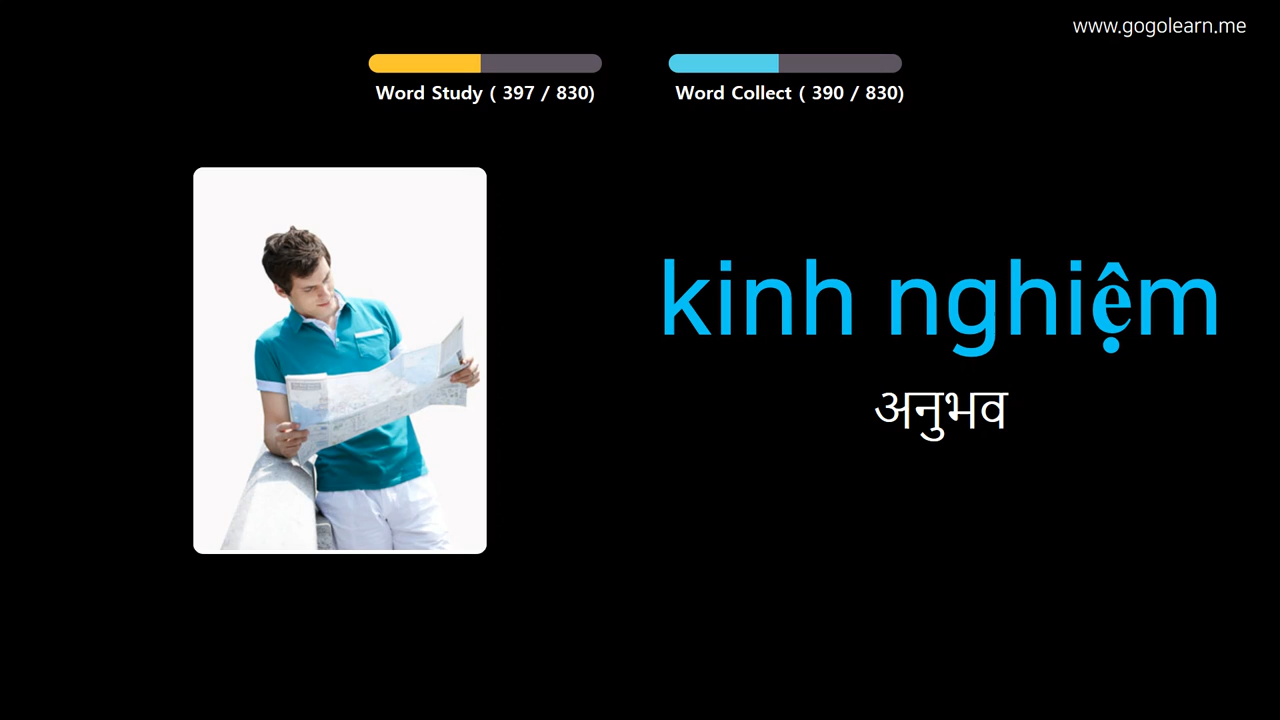 www.gogolearn.me
Word Study ( 397 / 830)
Word Collect ( 390 / 830)
kinh nghiệm
अनुभव